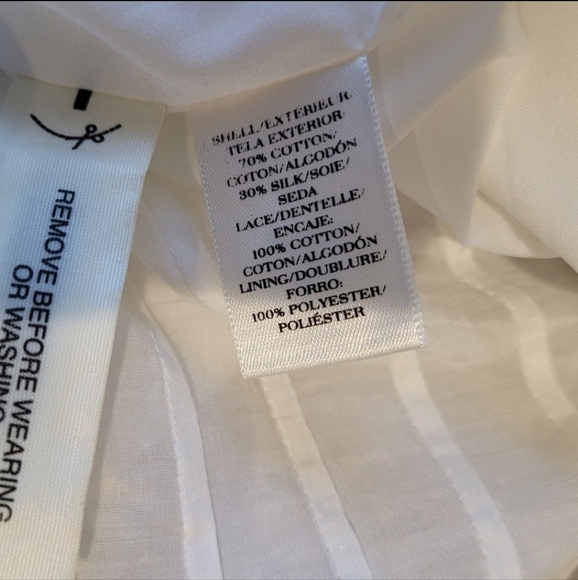 SHELL/EXTERIEUR
TELA EXTERIOR
70% COTTON/
COTON/ALGODÓN
30% SILK/SOIE/
SEDA
LACE/DENTELLE/
ENCAJE:
100% COTTON/
COTON/ALGODÓN
LINING/DOUBLURE/
FORRO:
100% POLYESTER/
POLIÉSTER
REMOVE BEFORE WEARING
OR WASHING